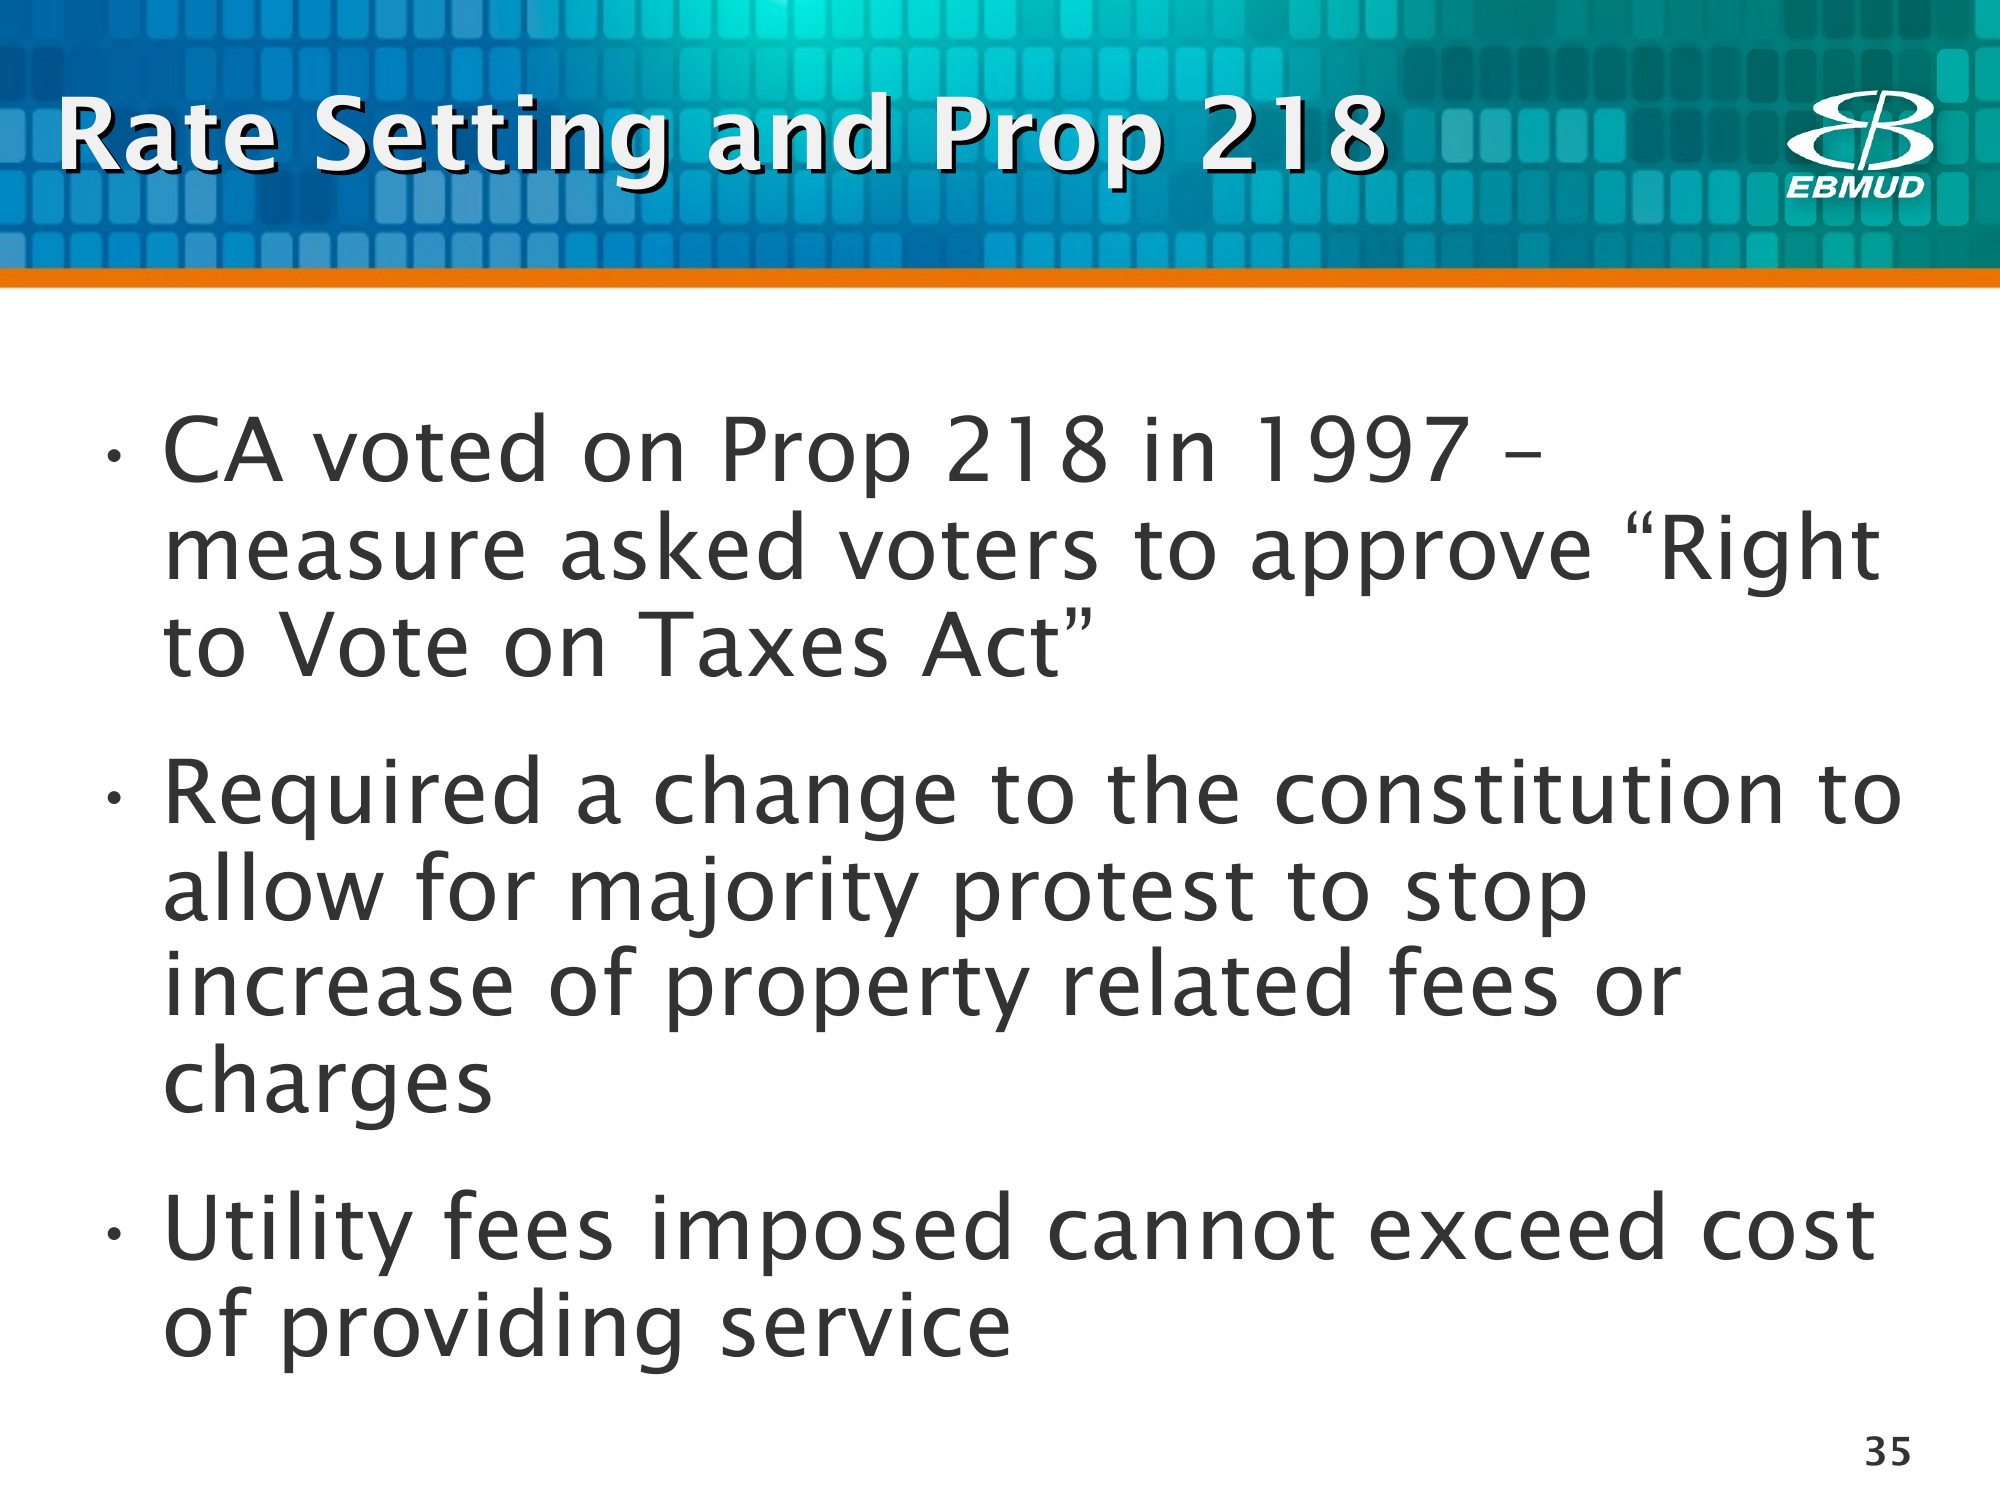 Rate Setting and Prop 218
EBMUD
• CA voted on Prop 218 in 1997 –
measure asked voters to approve “Right
to Vote on Taxes Act”
• Required a change to the constitution to
allow for majority protest to stop
increase of property related fees or
charges
• Utility fees imposed cannot exceed cost
of providing service
35